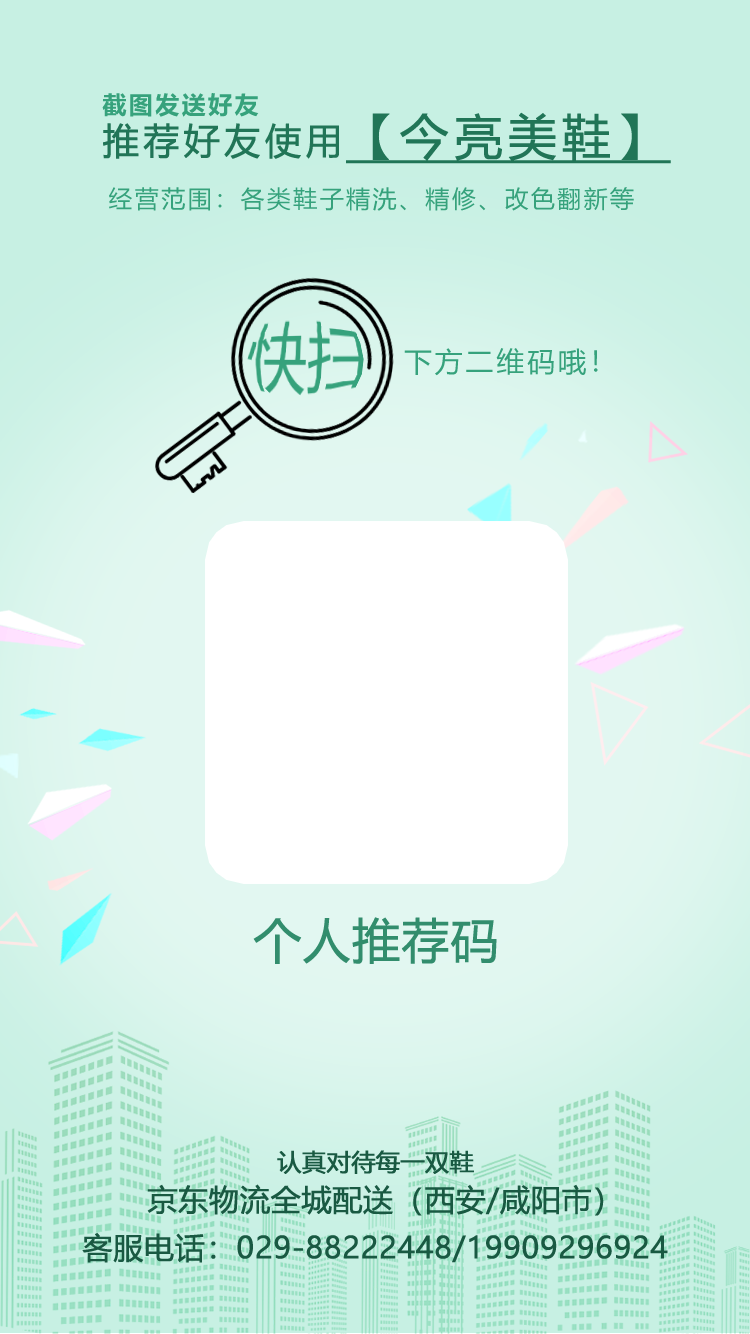 截图发送好友
推荐好友使用【今亮美鞋】
经营范围：各类鞋子精洗、精修、改色翻新等
快扫
下方二维码哦！
个人推荐码
认真对待每一双鞋
京东物流全城配送（西安/咸阳市）
客服电话：029-88222448/19909296924